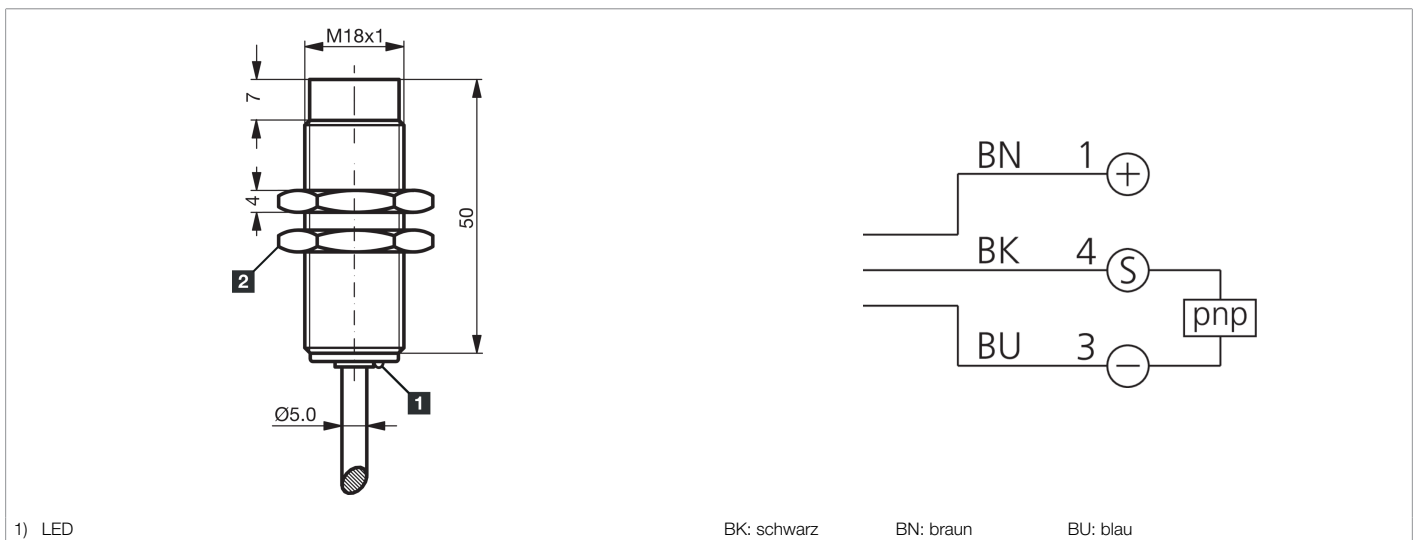 M18x1
7
4
50
2
1
Ø5.0
BN 1
+
BK 4 S
pnp
BU 3
−
1) LED
BK: schwarz BN: braun BU: blau